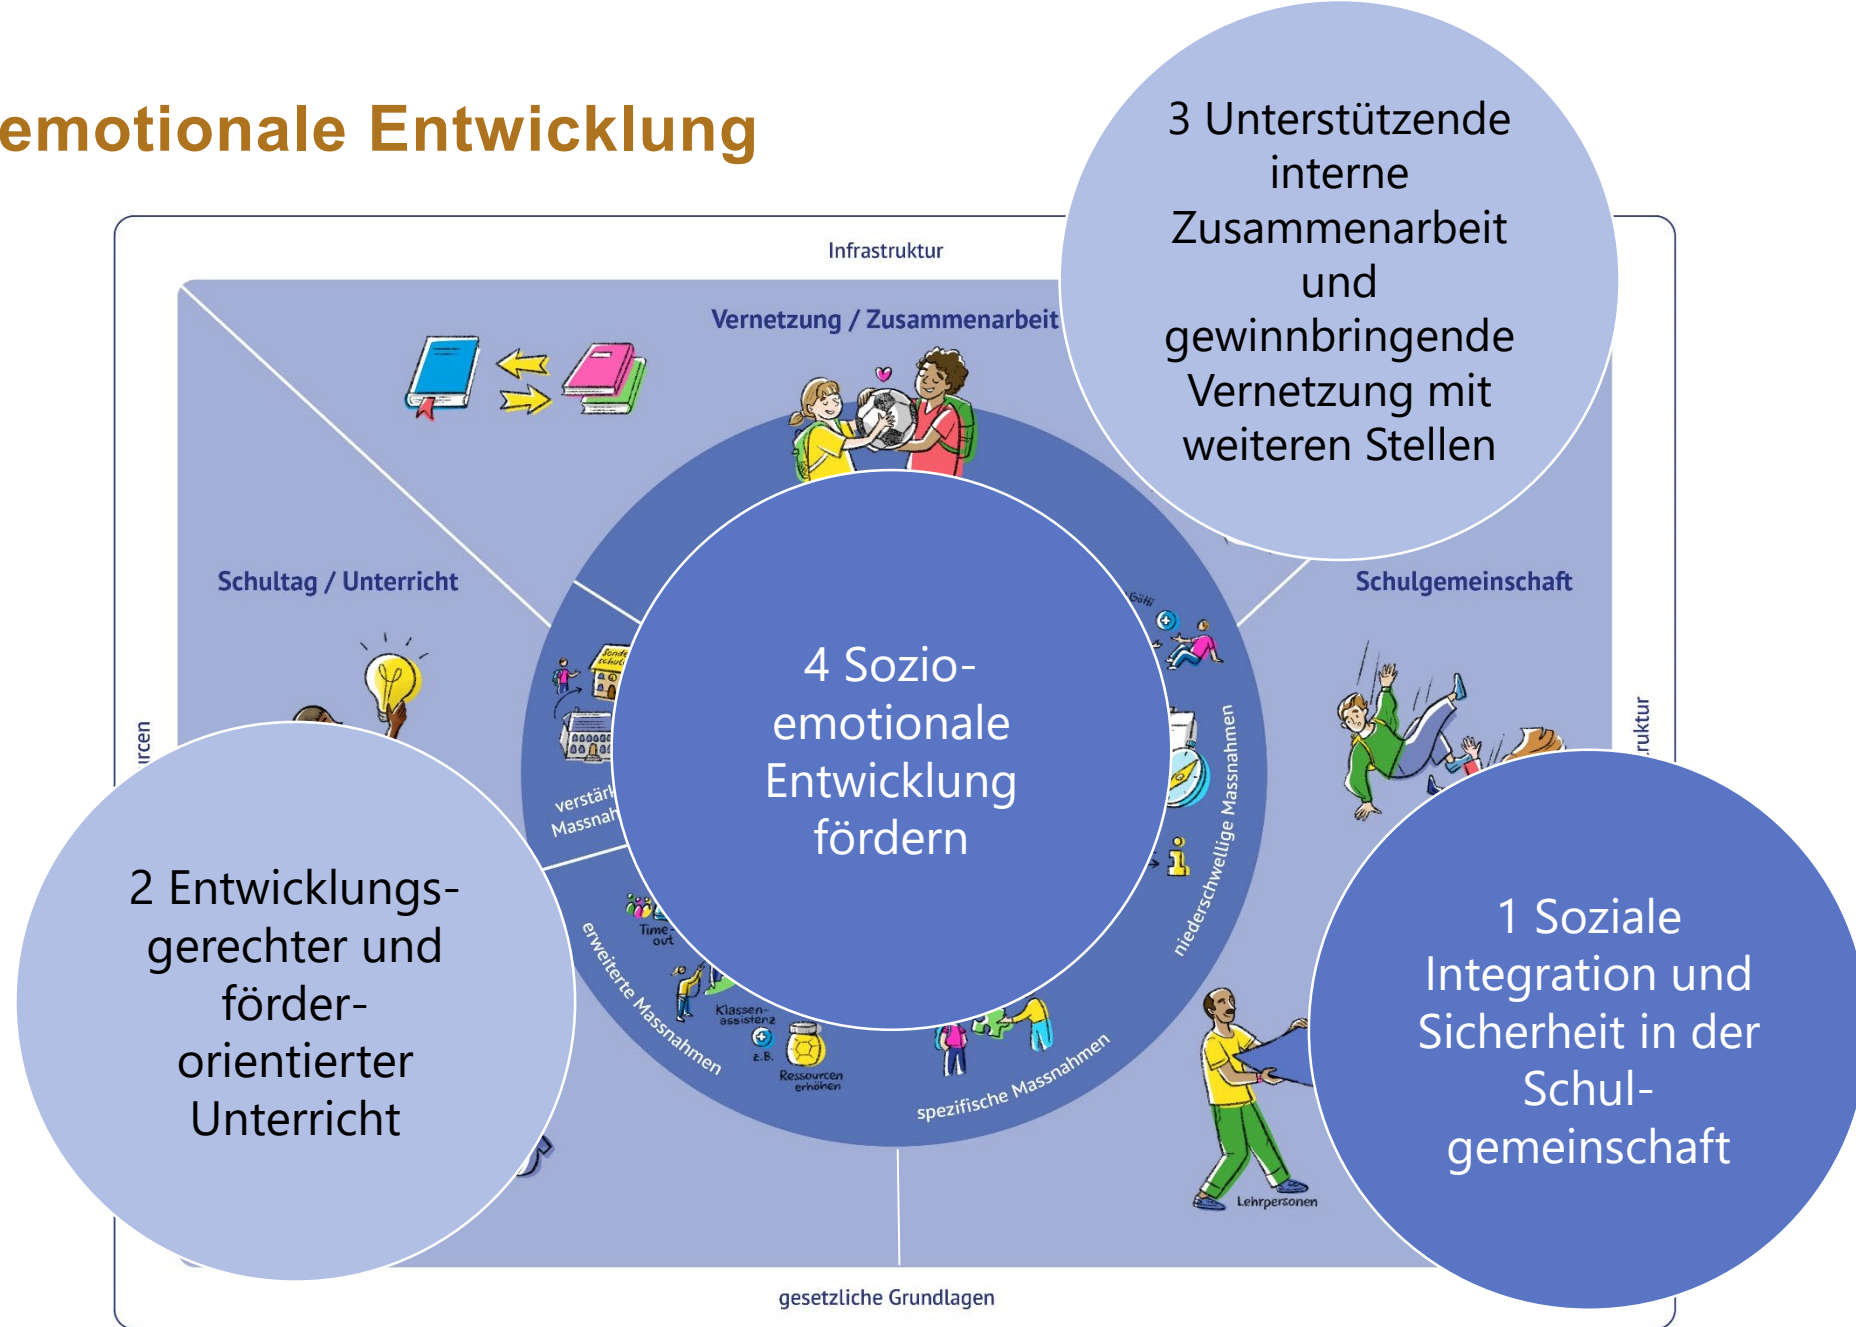 emotionale Entwicklung
3 Unterstützende
interne
Zusammenarbeit
und
gewinnbringende
Vernetzung mit
weiteren Stellen
Infrastruktur
Vernetzung / Zusammenarbeit
Schultag / Unterricht
Schulgemeinschaft
Götti
4 Sozio-
emotionale
Entwicklung
fördern
niederschwellige Massnahmen
2 Entwicklungs-
gerechter und
förder-
orientierter
Unterricht
1 Soziale
Integration und
Sicherheit in der
Schul-
gemeinschaft
Time-
out
erweiterte Massnahmen
Klassen-
assistenz
z.B.
Ressourcen
erhöhen
spezifische Massnahmen
Lehrpersonen
gesetzliche Grundlagen